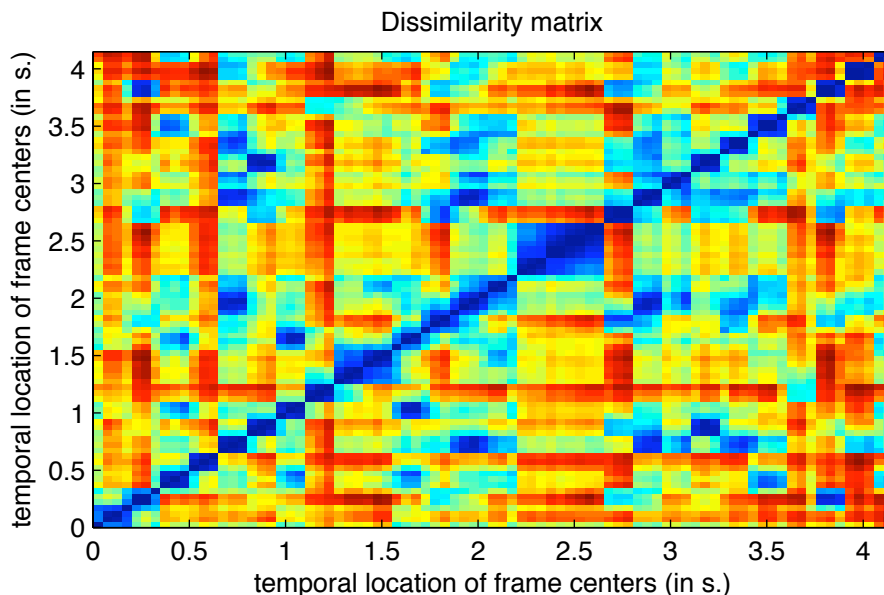 Dissimilarity matrix
temporal location of frame centers (in s.)
4
3.5
3
2.5
2
1.5
1
0.5
0
0 0.5 1 1.5 2 2.5 3 3.5 4
temporal location of frame centers (in s.)